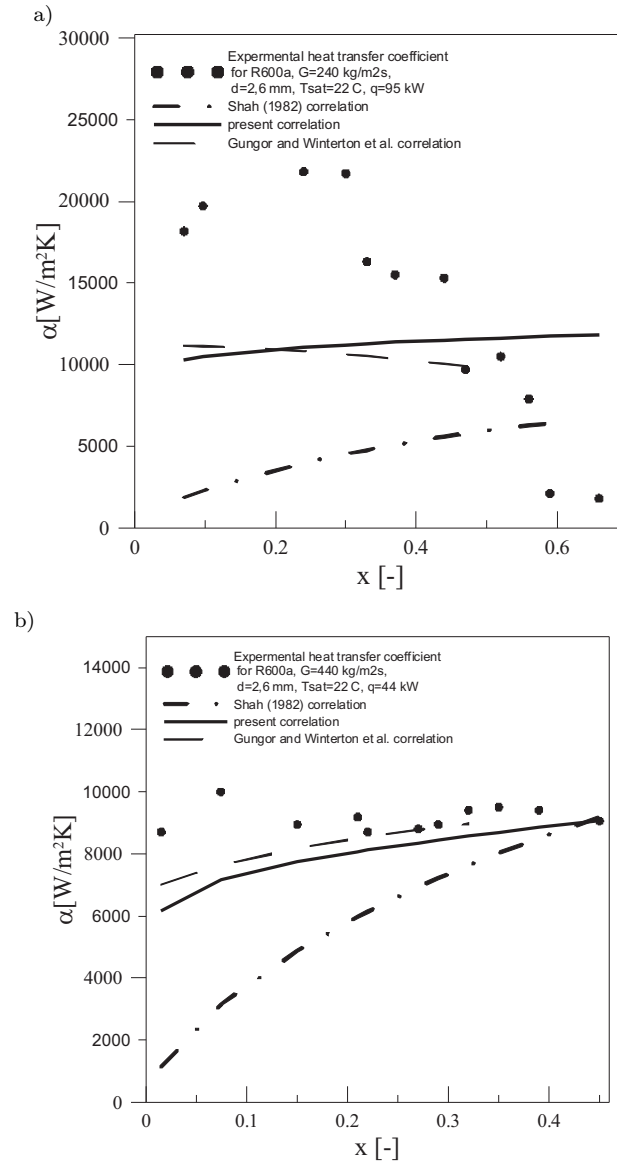 a)
30000
25000
20000
15000
10000
5000
0
α[W/m²K]
Expermental heat transfer coefficient
for R600a, G=240 kg/m2s,
d=2,6 mm, Tsat=22 C, q=95 kW
Shah (1982) correlation
present correlation
Gungor and Winterton et al. correlation
0 0.2 0.4 0.6
x [-]
b)
14000
12000
10000
8000
6000
4000
2000
0
α[W/m²K]
Expermental heat transfer coefficient
for R600a, G=440 kg/m2s,
d=2,6 mm, Tsat=22 C, q=44 kW
Shah (1982) correlation
present correlation
Gungor and Winterton et al. correlation
0 0.1 0.2 0.3 0.4
x [-]